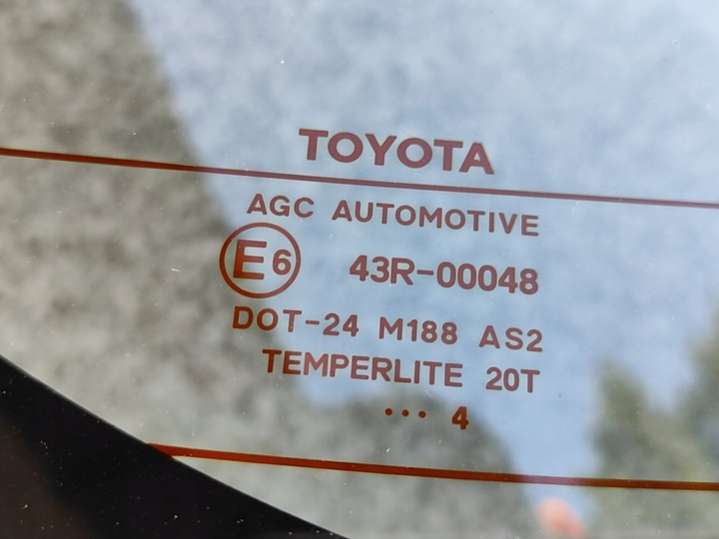 TOYOTA
AGC AUTOMOTIVE
E6 43R-00048
DOT-24 M188 AS2
TEMPERLITE 20T
··· 4